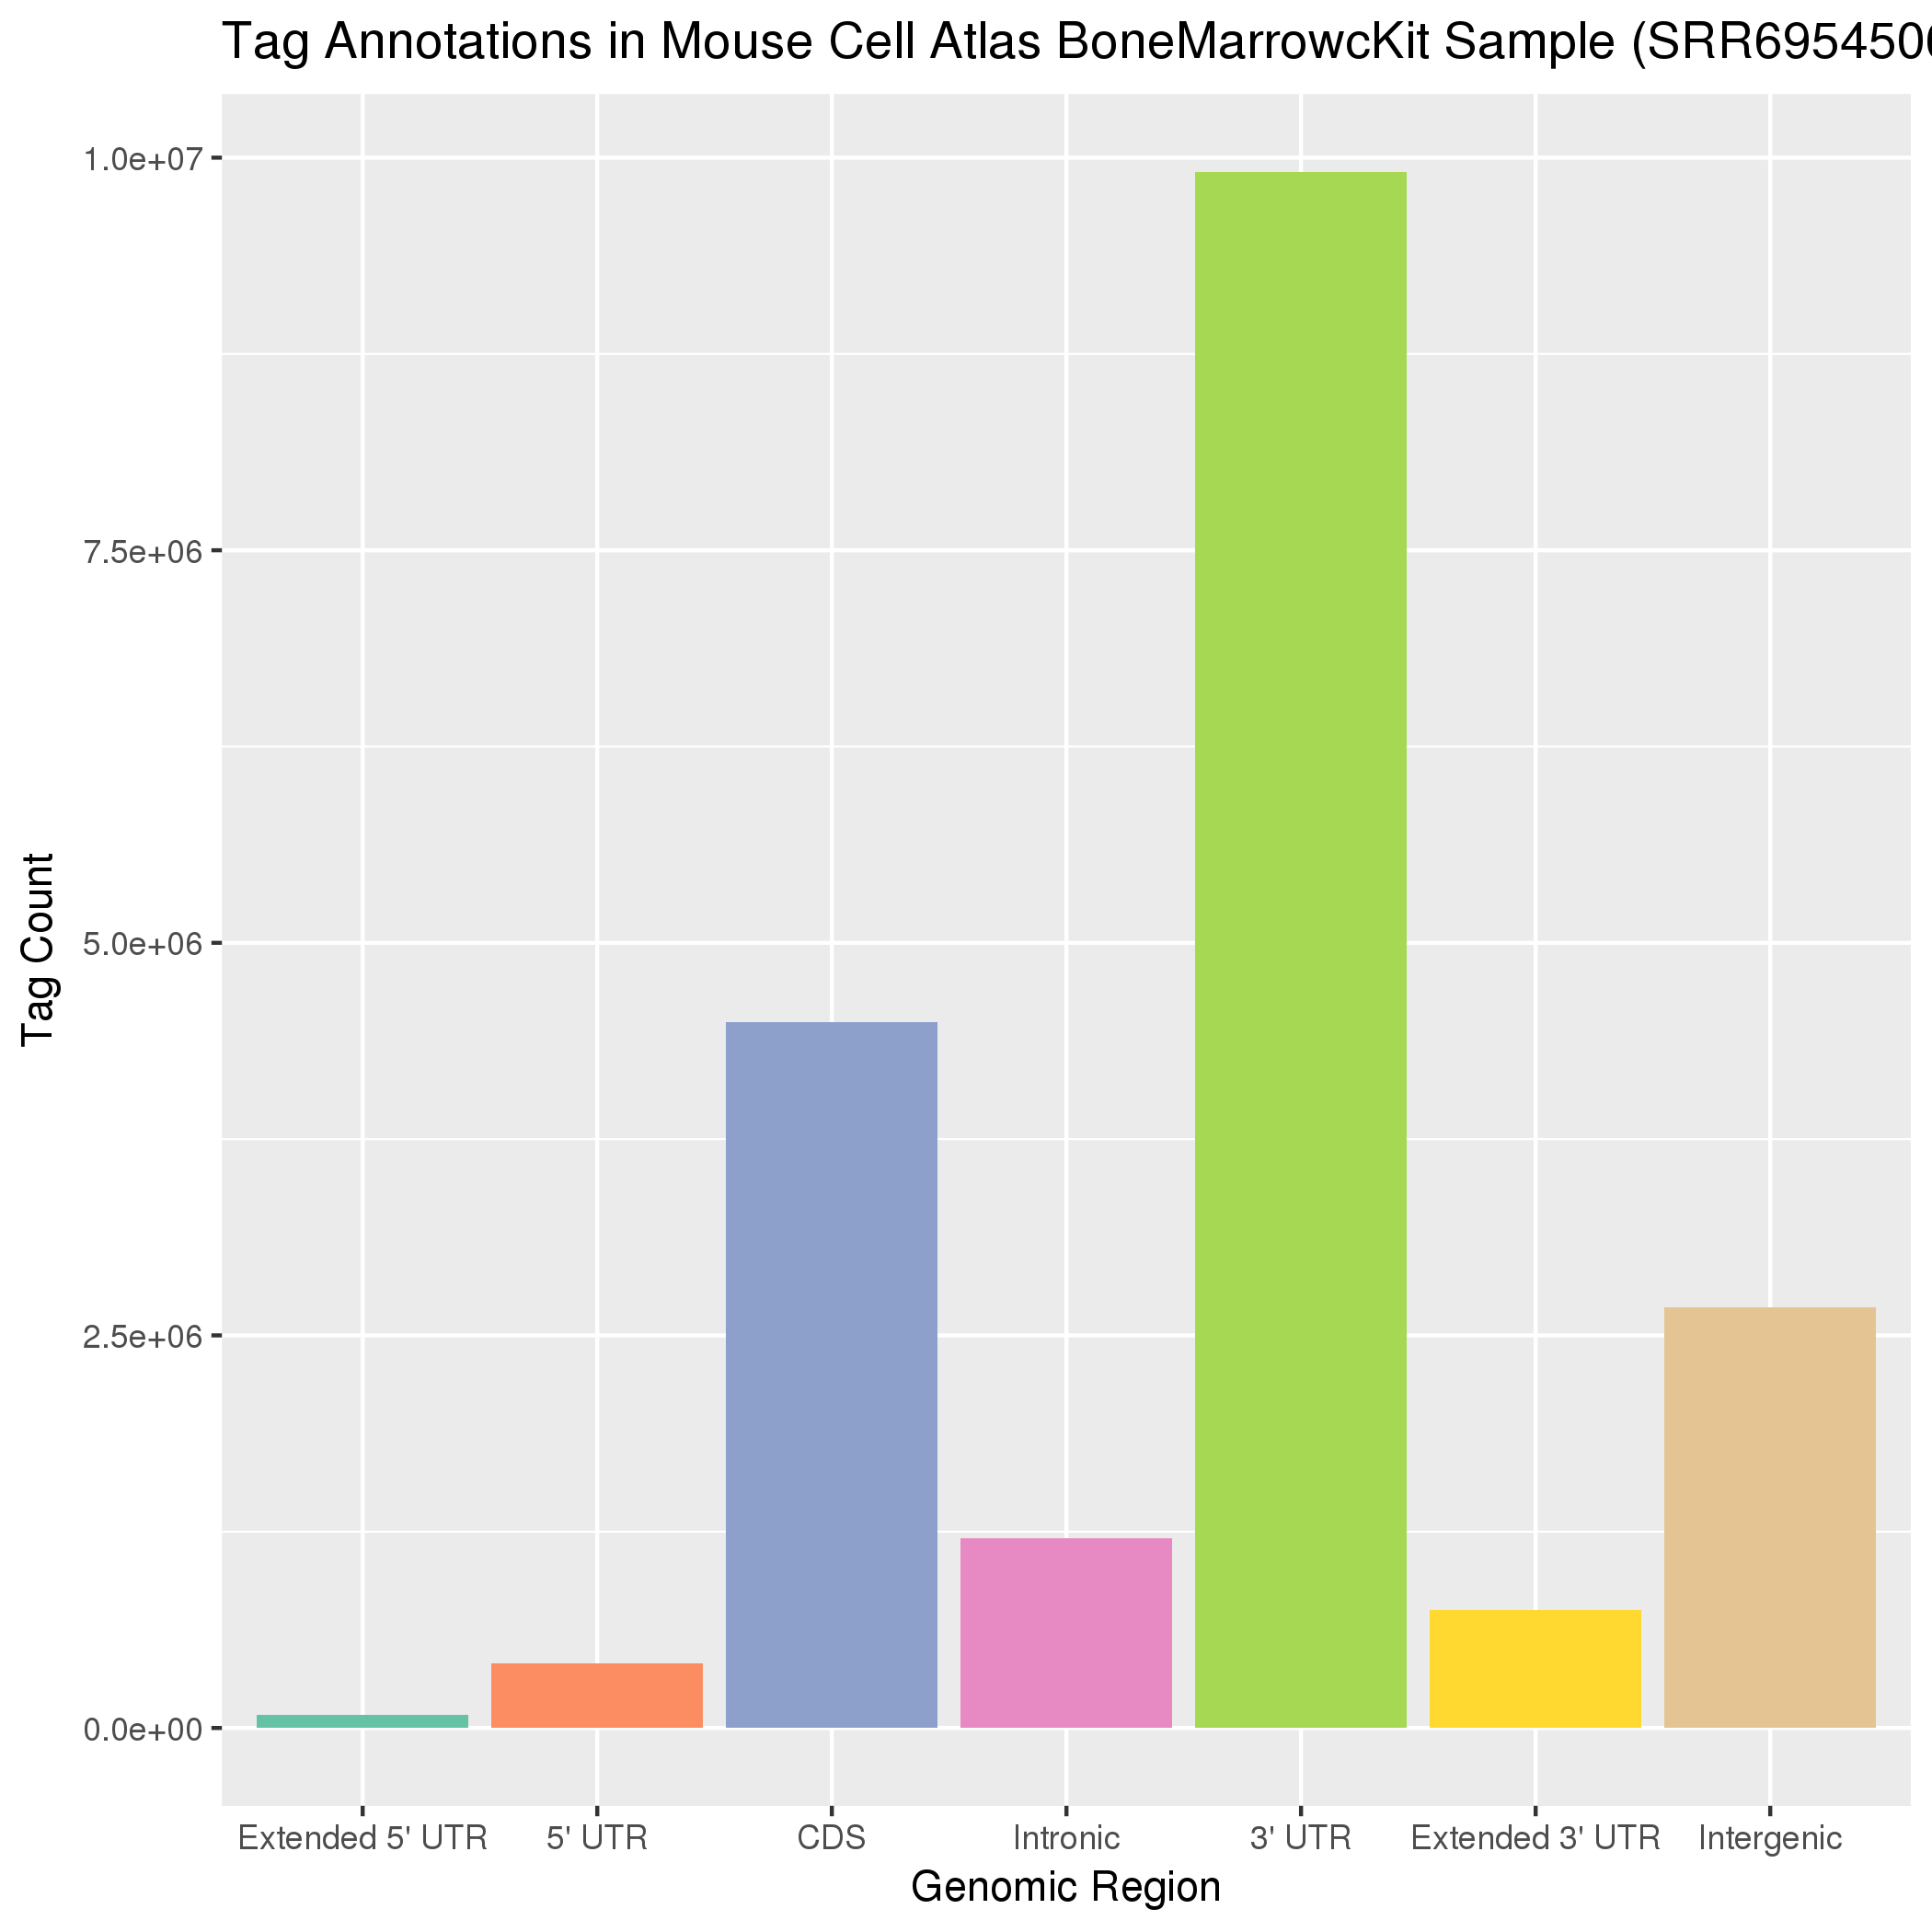 Tag Annotations in Mouse Cell Atlas BoneMarrowcKit Sample (SRR695450
1.0e+07
7.5e+06
5.0e+06
2.5e+06
0.0e+00
Tag Count
Extended 5' UTR 5' UTR CDS Intronic 3' UTR Extended 3' UTR Intergenic
Genomic Region